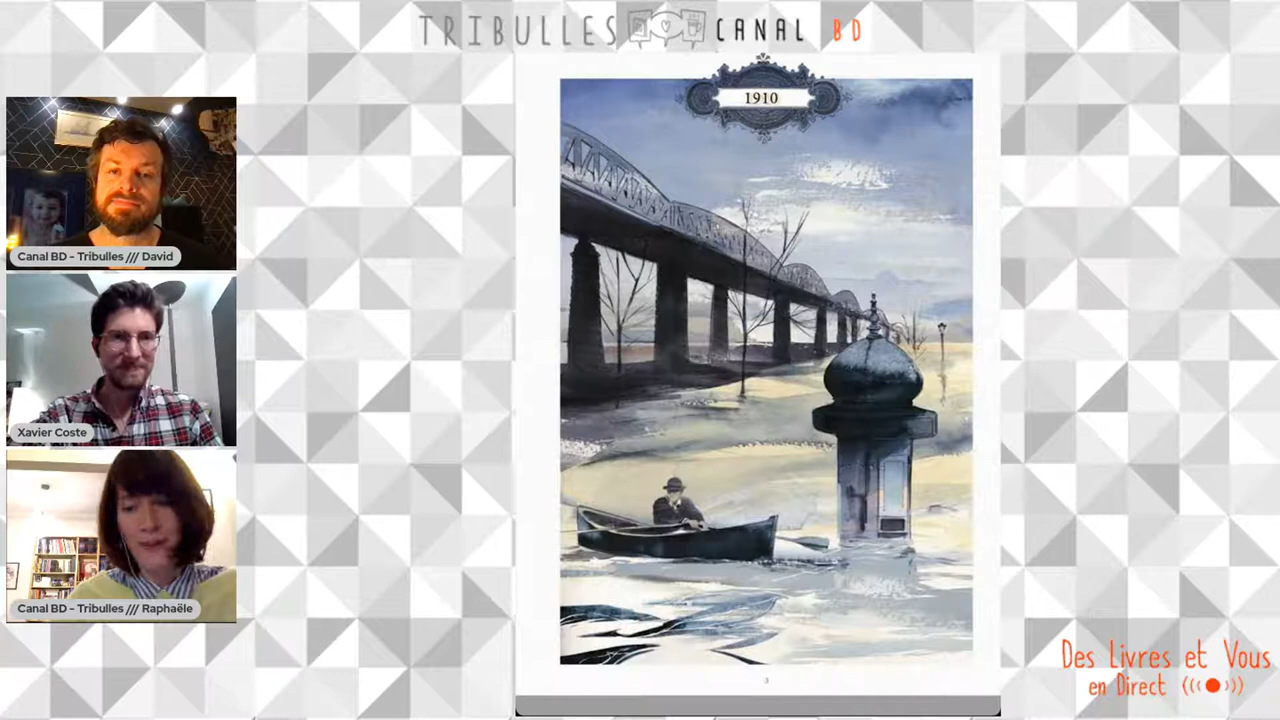 TRIBULLES CANAL BD
1910
Canal BD - Tribulles /// David
Xavier Coste
Canal BD - Tribulles /// Raphaële
3
Des Livres et Vous
en Direct